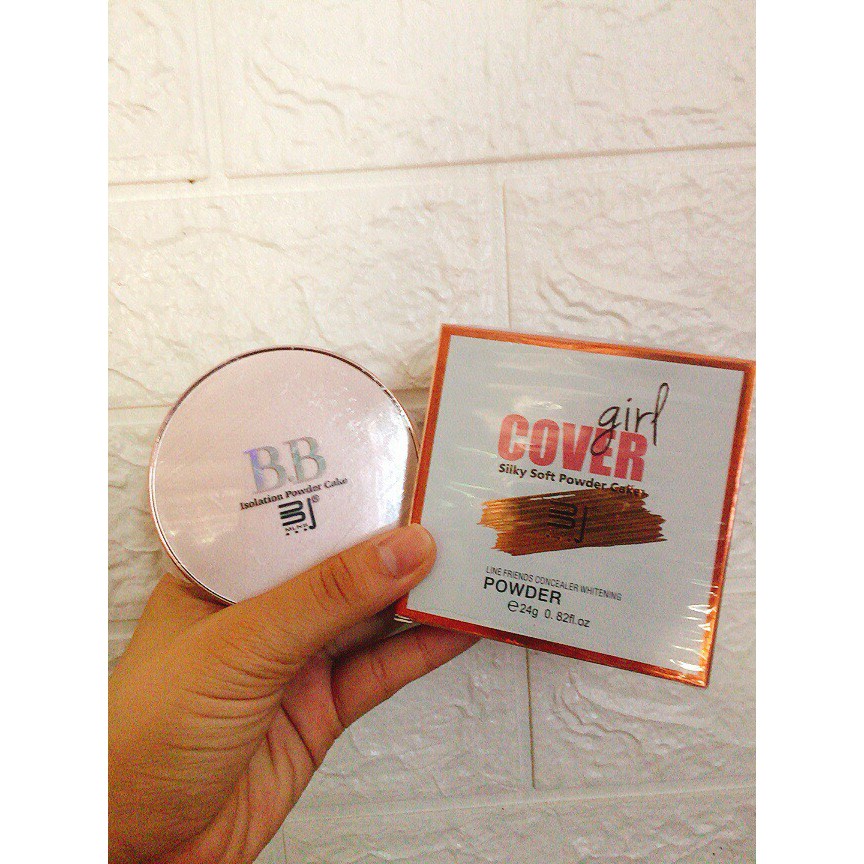 BB
Isolation Powder Cake
girl
COVER
Silky Soft Powder Cake
LINE FRIENDS CONCEALER WHITENING
POWDER
℮24g 0.82fl.oz